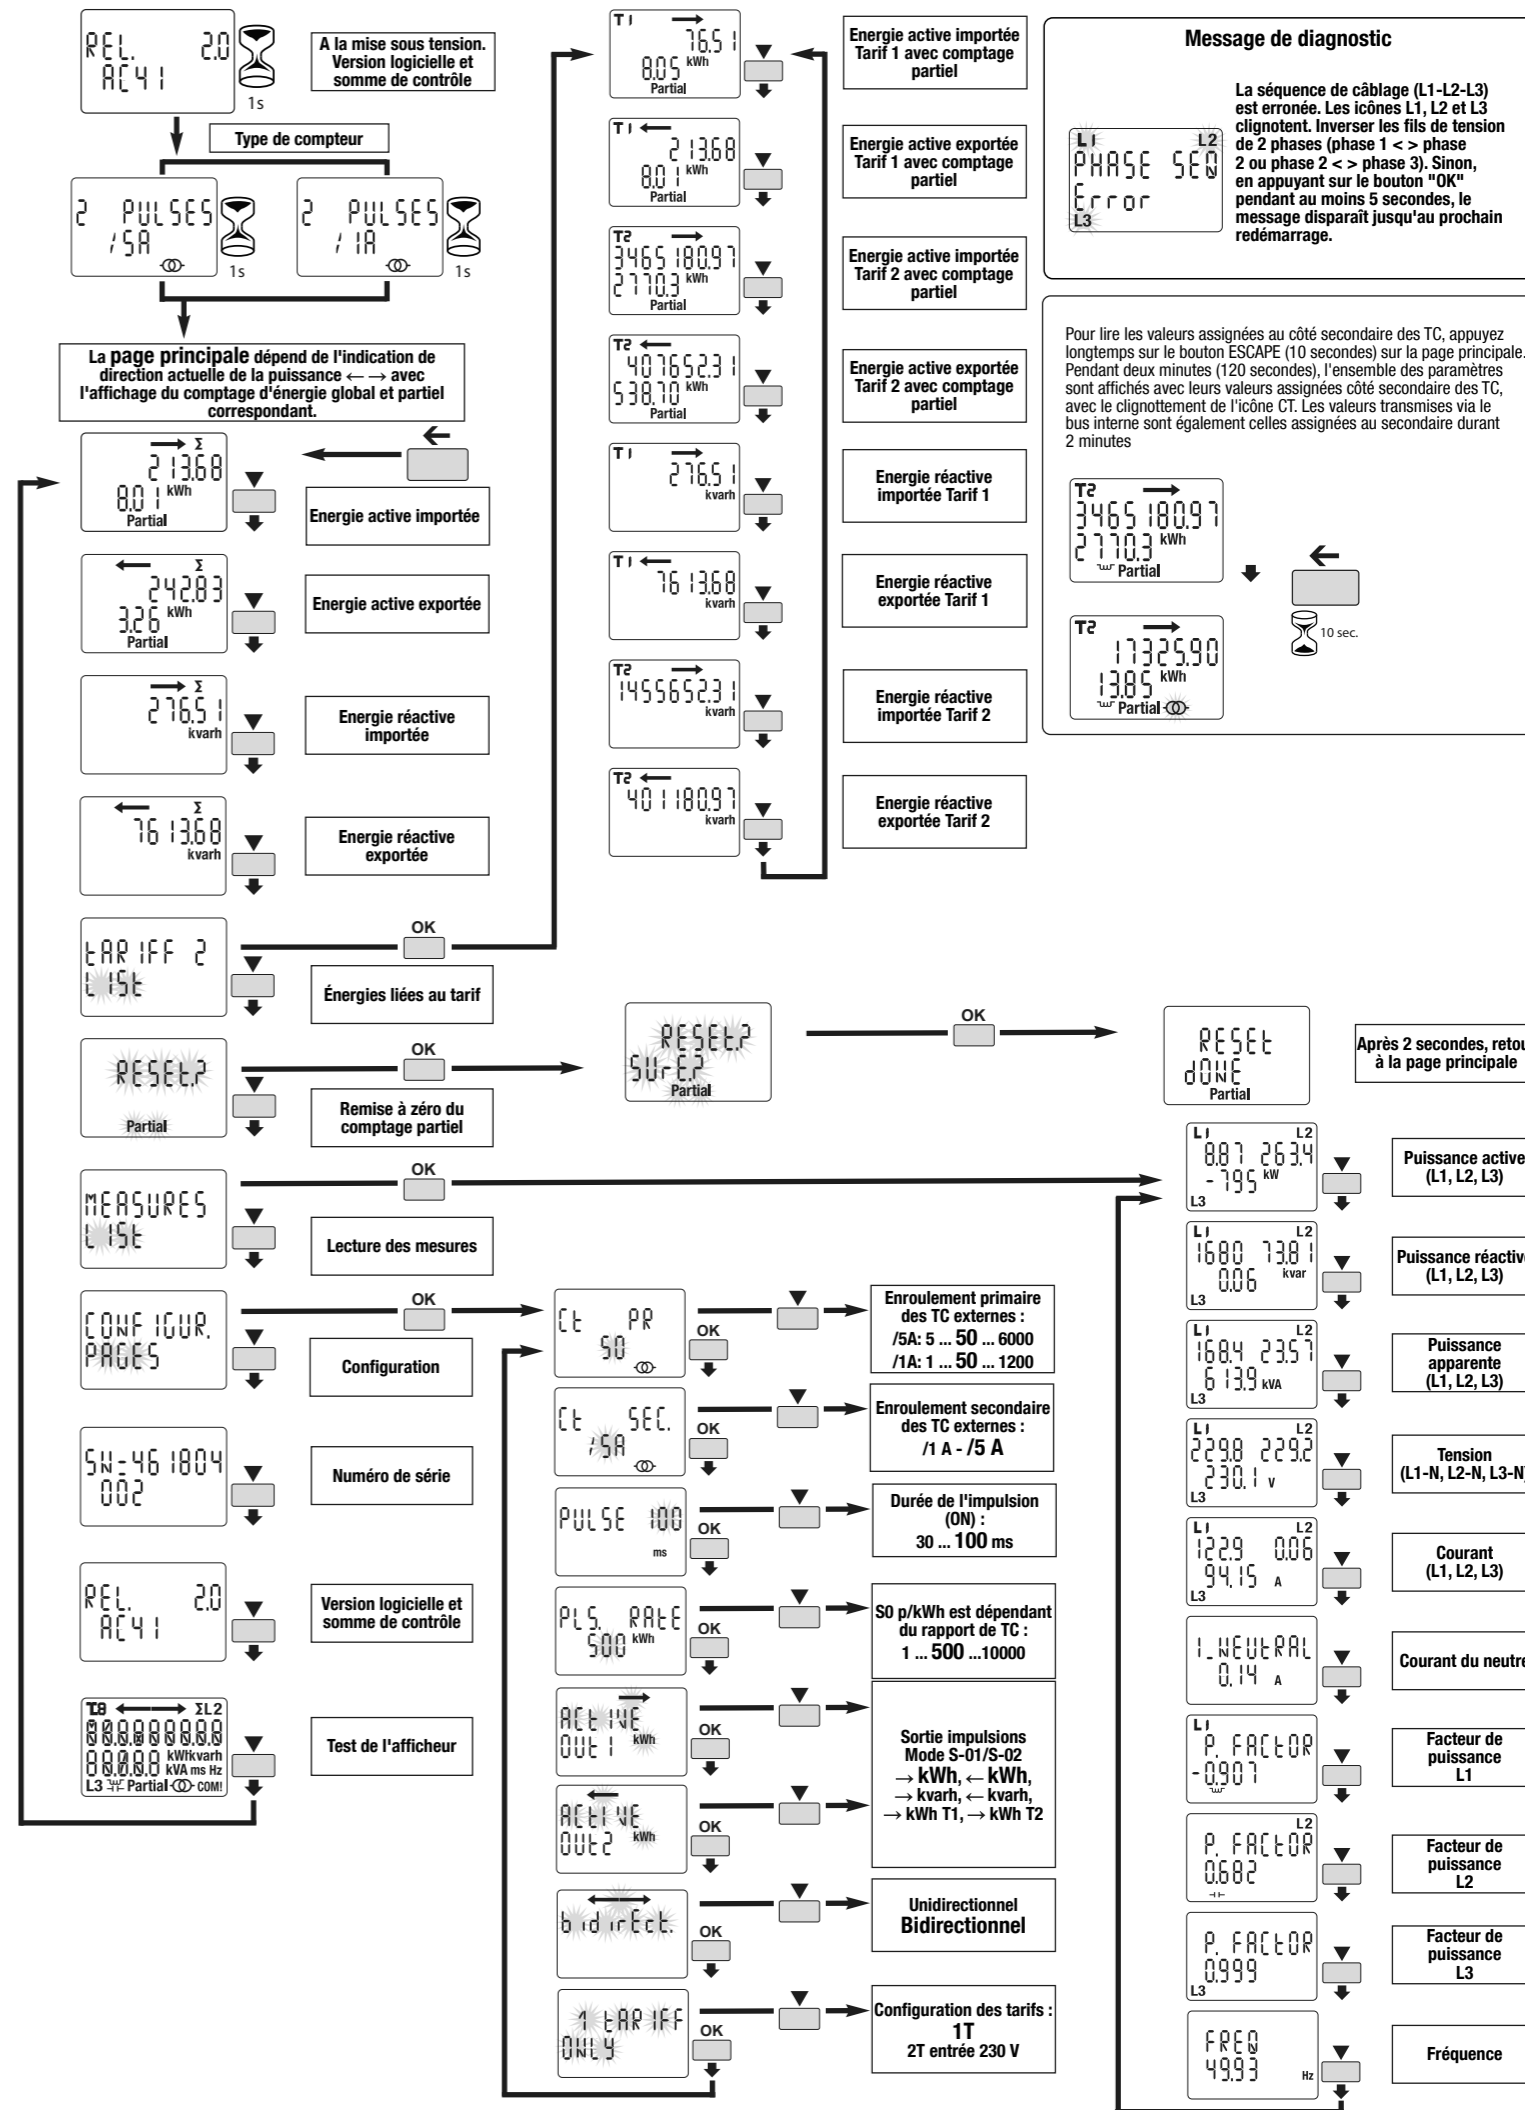 REL. 2.0
AC41
1s
A la mise sous tension.
Version logicielle et
somme de contrôle
Type de compteur
2 PULSES
/5A
1s
2 PULSES
/1A
1s
La page principale dépend de l'indication de
direction actuelle de la puissance ← → avec
l'affichage du comptage d'énergie global et partiel
correspondant.
→ Σ
213.68
8.01 kWh
Partial
▼
←
Energie active importée
← Σ
242.83
3.26 kWh
Partial
▼
Energie active exportée
→ Σ
276.51
kvarh
▼
Energie réactive
importée
← Σ
7613.68
kvarh
▼
Energie réactive
exportée
tARIFF 2
LISt
▼
OK
Énergies liées au tarif
RESEt.?
Partial
▼
OK
Remise à zéro du
comptage partiel
RESEt.?
SUrE.?
Partial
OK
RESEt
dONE
Partial
Après 2 secondes, retou
à la page principale
MEASURES
LISt
▼
OK
Lecture des mesures
CONFIGUR.
PAGES
▼
OK
Configuration
SN-461804
002
▼
Numéro de série
REL. 2.0
AC41
▼
Version logicielle et
somme de contrôle
T8 ← → ΣL2
kWh kvarh
kVA ms Hz
L3 Partial COM!
▼
Test de l'afficheur
T1 →
76.51
8.05 kWh
Partial
▼
Energie active importée
Tarif 1 avec comptage
partiel
T1 ←
213.68
8.01 kWh
Partial
▼
Energie active exportée
Tarif 1 avec comptage
partiel
T2 →
3465180.97
2770.3 kWh
Partial
▼
Energie active importée
Tarif 2 avec comptage
partiel
T2 ←
407652.31
538.70 kWh
Partial
▼
Energie active exportée
Tarif 2 avec comptage
partiel
T1 →
276.51
kvarh
▼
Energie réactive
importée Tarif 1
T1 ←
7613.68
kvarh
▼
Energie réactive
exportée Tarif 1
T2 →
1455652.31
kvarh
▼
Energie réactive
importée Tarif 2
T2 ←
401180.97
kvarh
▼
Energie réactive
exportée Tarif 2
Message de diagnostic
L1 L2
PHASE SEQ
Error
L3
La séquence de câblage (L1-L2-L3)
est erronée. Les icônes L1, L2 et L3
clignotent. Inverser les fils de tension
de 2 phases (phase 1 < > phase
2 ou phase 2 < > phase 3). Sinon,
en appuyant sur le bouton "OK"
pendant au moins 5 secondes, le
message disparaît jusqu'au prochain
redémarrage.
Pour lire les valeurs assignées au côté secondaire des TC, appuyez
longtemps sur le bouton ESCAPE (10 secondes) sur la page principale.
Pendant deux minutes (120 secondes), l'ensemble des paramètres
sont affichés avec leurs valeurs assignées côté secondaire des TC,
avec le clignottement de l'icône CT. Les valeurs transmises via le
bus interne sont également celles assignées au secondaire durant
2 minutes
T2 →
3465180.97
2770.3 kWh
Partial
←
10 sec.
T2 →
17325.90
13.85 kWh
Partial
Ct PR
50
OK
▼
Enroulement primaire
des TC externes :
/5A: 5 ... 50 ... 6000
/1A: 1 ... 50 ... 1200
Ct SEC.
/5A
OK
▼
Enroulement secondaire
des TC externes :
/1 A - /5 A
PULSE 100
ms
OK
▼
Durée de l'impulsion
(ON) :
30 ... 100 ms
PLS. RAtE
500 kWh
OK
▼
S0 p/kWh est dépendant
du rapport de TC :
1 ... 500 ...10000
→
ACtIVE
OUt1 kWh
OK
▼
←
ACtIVE
OUt2 kWh
OK
▼
Sortie impulsions
Mode S-01/S-02
→ kWh, ← kWh,
→ kvarh, ← kvarh,
→ kWh T1, → kWh T2
bidirEct.
OK
▼
Unidirectionnel
Bidirectionnel
1 tARIFF
ONLY
OK
▼
Configuration des tarifs :
1T
2T entrée 230 V
L1 L2
8.87 263.4
-795 kW
L3
▼
Puissance active
(L1, L2, L3)
L1 L2
1680 73.81
0.06 kvar
L3
▼
Puissance réactive
(L1, L2, L3)
L1 L2
168.4 23.57
613.9 kVA
L3
▼
Puissance
apparente
(L1, L2, L3)
L1 L2
229.8 229.2
230.1 V
L3
▼
Tension
(L1-N, L2-N, L3-N)
L1 L2
122.9 0.06
94.15 A
L3
▼
Courant
(L1, L2, L3)
I_NEUtRAL
0.14 A
▼
Courant du neutre
L1
P. FACtOR
-0.907
▼
Facteur de
puissance
L1
L2
P. FACtOR
0.682
▼
Facteur de
puissance
L2
P. FACtOR
0.999
L3
▼
Facteur de
puissance
L3
FREQ
49.93
Hz
▼
Fréquence